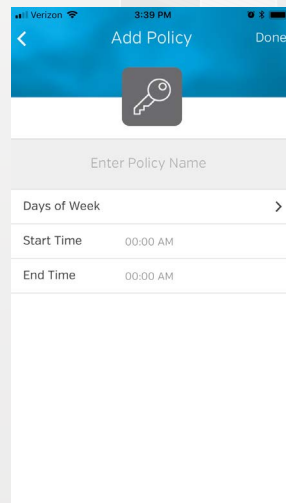 Verizon 3:39 PM
Add Policy Done
Enter Policy Name
Days of Week
Start Time 00:00 AM
End Time 00:00 AM